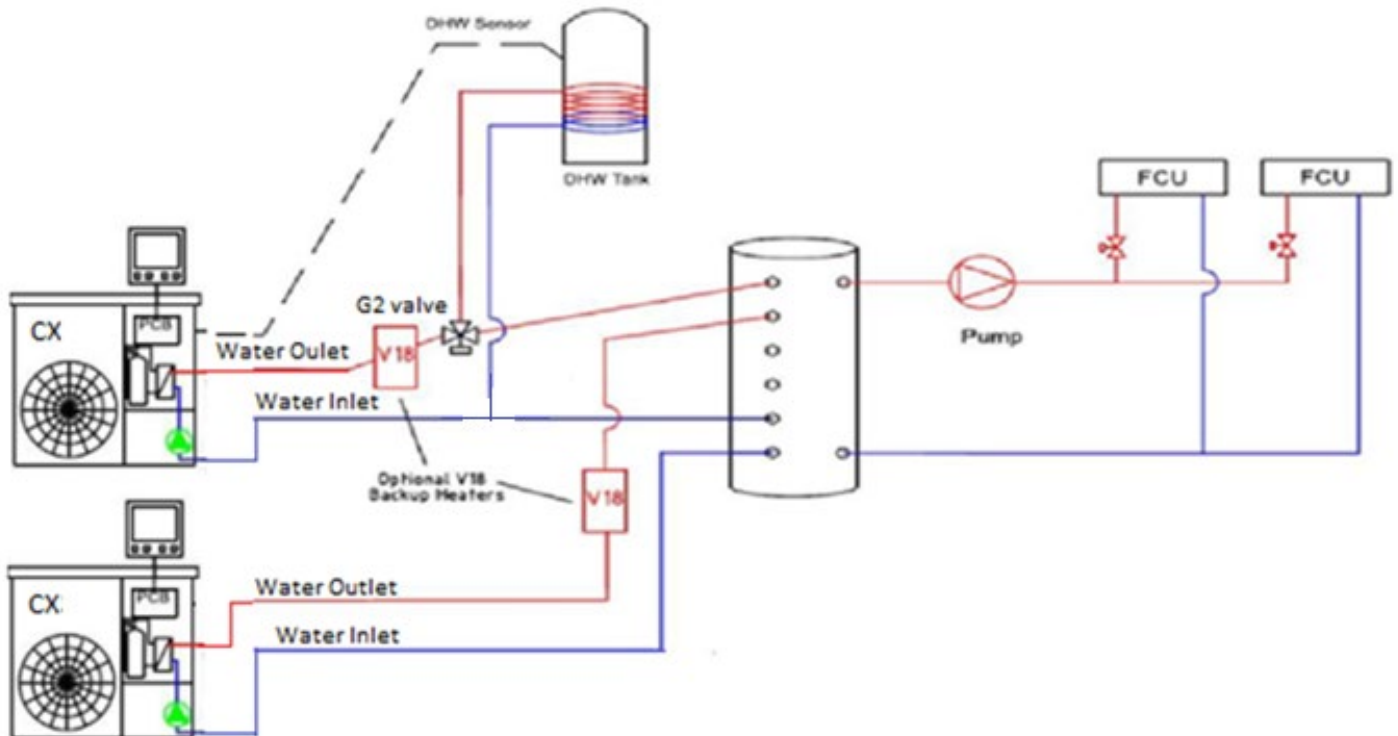 DHW Sensor
DHW Tank
FCU
FCU
G2 valve
CX
PCB
Water Oulet
V18
Water Inlet
Pump
Optional V18
Backup Heaters
V18
Water Outlet
CX
PCB
Water Inlet